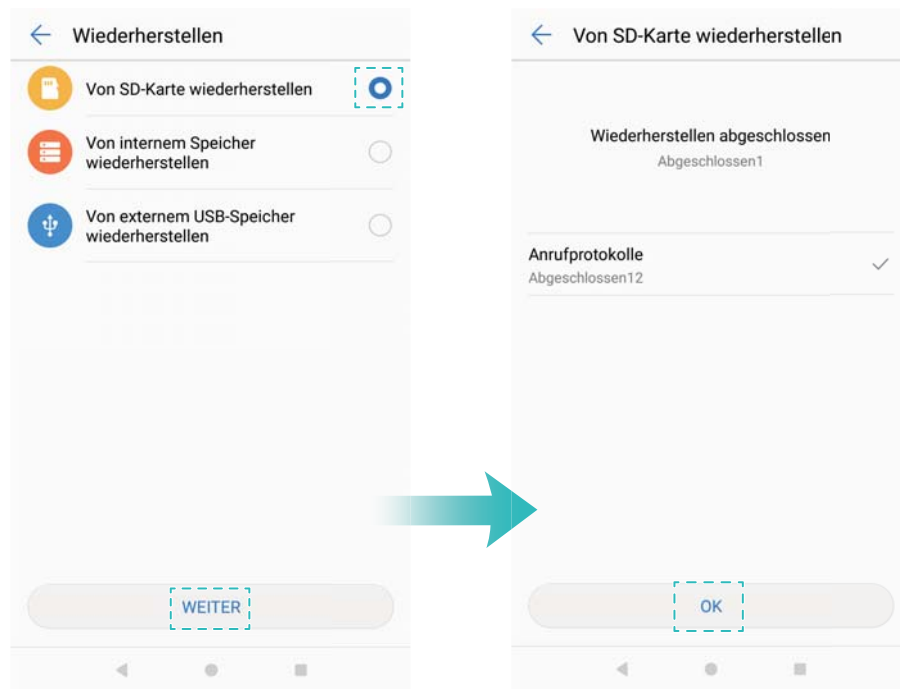 Wiederherstellen
Von SD-Karte wiederherstellen
Von internem Speicher
wiederherstellen
Von externem USB-Speicher
wiederherstellen
WEITER
Von SD-Karte wiederherstellen
Wiederherstellen abgeschlossen
Abgeschlossen1
Anrufprotokolle
Abgeschlossen12
OK